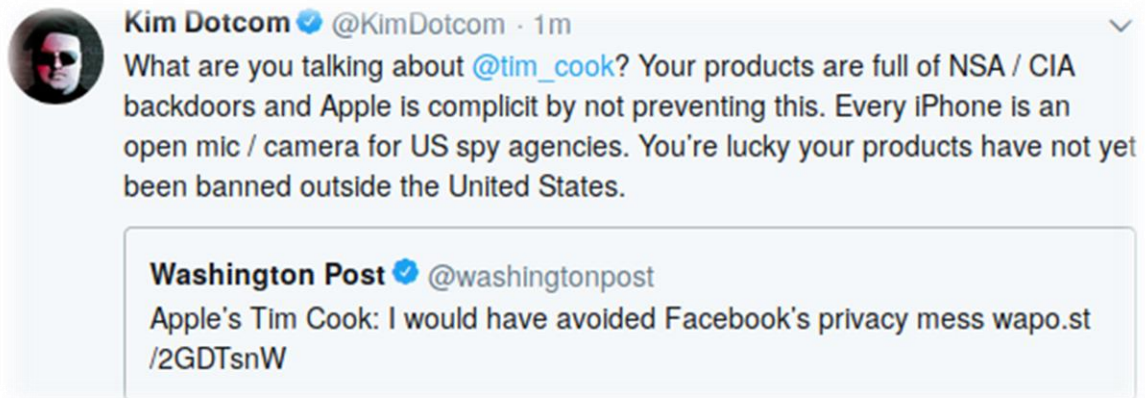 Kim Dotcom @KimDotcom · 1m
What are you talking about @tim_cook? Your products are full of NSA / CIA
backdoors and Apple is complicit by not preventing this. Every iPhone is an
open mic / camera for US spy agencies. You're lucky your products have not yet
been banned outside the United States.
Washington Post @washingtonpost
Apple's Tim Cook: I would have avoided Facebook's privacy mess wapo.st
/2GDTsnW